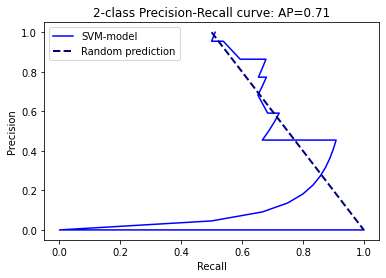 2-class Precision-Recall curve: AP=0.71
SVM-model
Random prediction
Precision
1.0
0.8
0.6
0.4
0.2
0.0
0.0 0.2 0.4 0.6 0.8 1.0
Recall